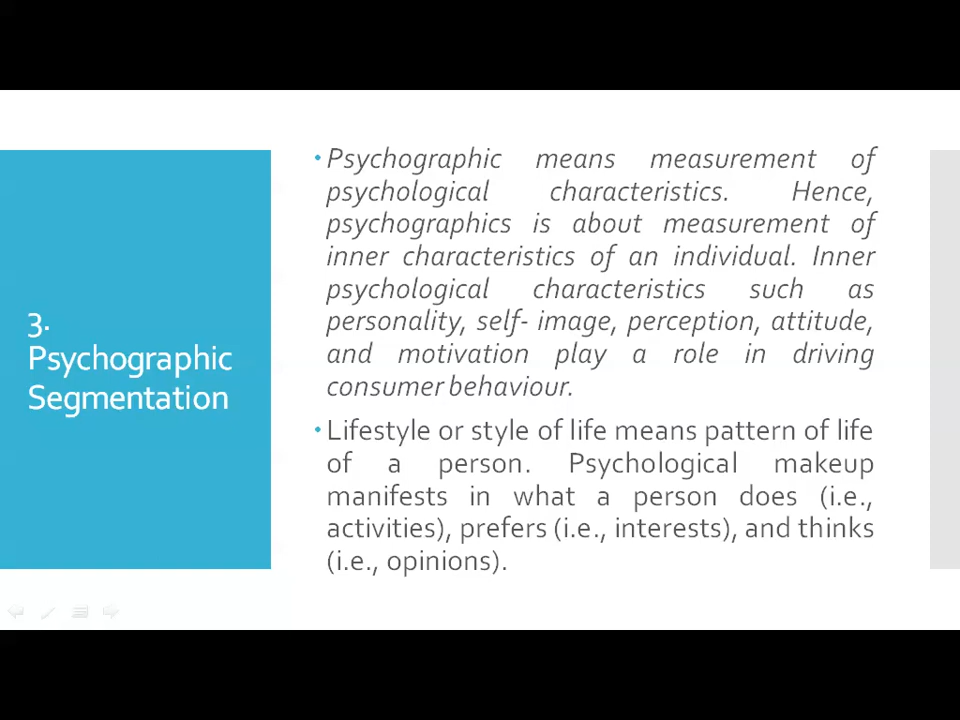 3.
Psychographic
Segmentation
•Psychographic means measurement of
psychological characteristics. Hence,
psychographics is about measurement of
inner characteristics of an individual. Inner
psychological characteristics such as
personality, self- image, perception, attitude,
and motivation play a role in driving
consumer behaviour.
•Lifestyle or style of life means pattern of life
of a person. Psychological makeup
manifests in what a person does (i.e.,
activities), prefers (i.e., interests), and thinks
(i.e., opinions).